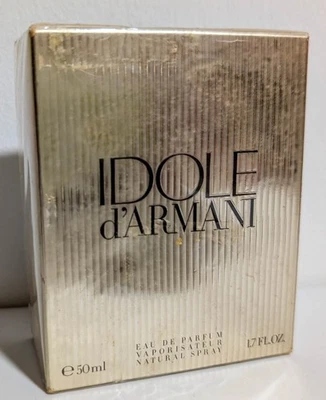 IDOLE
d'ARMANI
EAU DE PARFUM
VAPORISATEUR
NATURAL SPRAY
℮50ml
1.7 FL.OZ.